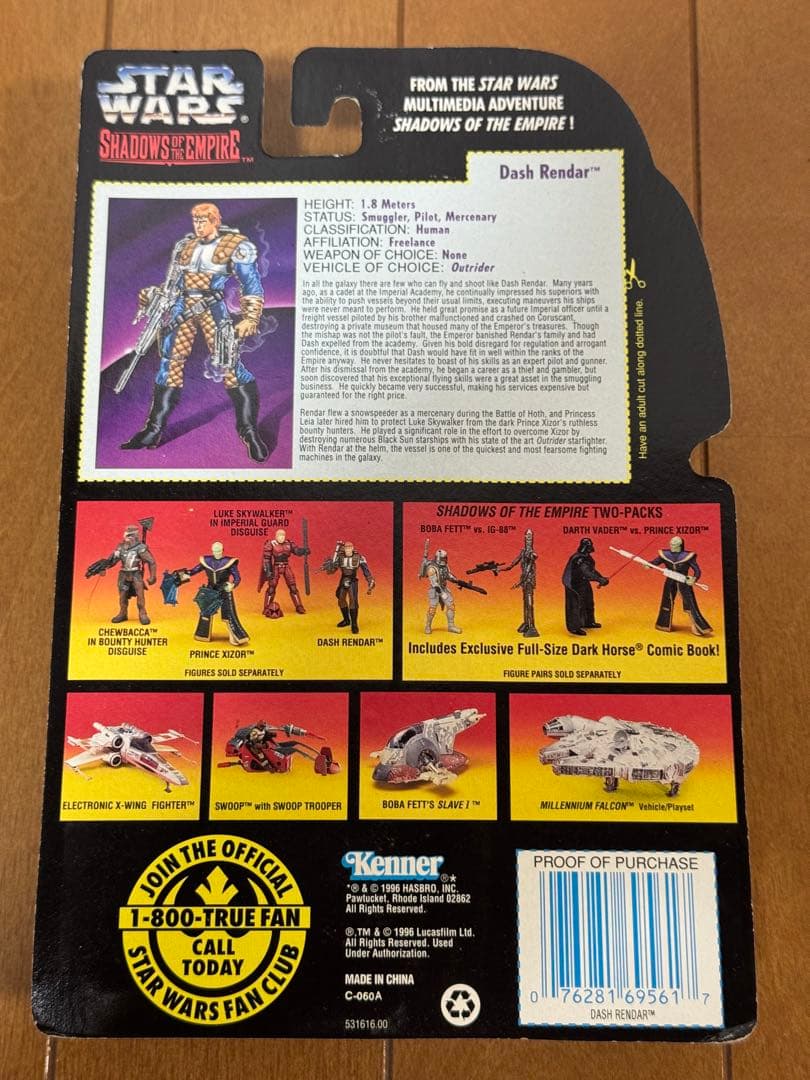 STAR
WARS®
SHADOWS OF THE EMPIRE™
FROM THE STAR WARS
MULTIMEDIA ADVENTURE
SHADOWS OF THE EMPIRE !
Dash Rendar™
HEIGHT: 1.8 Meters
STATUS: Smuggler, Pilot, Mercenary
CLASSIFICATION: Human
AFFILIATION: Freelance
WEAPON OF CHOICE: None
VEHICLE OF CHOICE: Outrider
In all the galaxy there are few who can fly and shoot like Dash Rendar. Many years
ago, as a cadet at the Imperial Academy, he continually impressed his superiors with
the ability to push vessels beyond their usual limits, executing maneuvers his ships
were never meant to perform. He held great promise as a future Imperial officer until a
freight vessel piloted by his brother malfunctioned and crashed on Coruscant,
destroying a private museum that housed many of the Emperor's treasures. Though
the mishap was not the pilot's fault, the Emperor banished Rendar's family and had
Dash expelled from the academy. Given his bold disregard for regulation and arrogant
confidence, it is doubtful that Dash would have fit in well within the ranks of the
Empire anyway. He never hesitates to boast of his skills as an expert pilot and gunner.
After his dismissal from the academy, he began a career as a thief and gambler, but
soon discovered that his exceptional flying skills were a great asset in the smuggling
business. He quickly became very successful, making his services expensive but
guaranteed for the right price.
Rendar flew a snowspeeder as a mercenary during the Battle of Hoth, and Princess
Leia later hired him to protect Luke Skywalker from the dark Prince Xizor's ruthless
bounty hunters. He played a significant role in the effort to overcome Xizor by
destroying numerous Black Sun starships with his state of the art Outrider starfighter.
With Rendar at the helm, the vessel is one of the quickest and most fearsome fighting
machines in the galaxy.
Have an adult cut along dotted line.
LUKE SKYWALKER™
IN IMPERIAL GUARD
DISGUISE
CHEWBACCA™
IN BOUNTY HUNTER
DISGUISE
PRINCE XIZOR™
DASH RENDAR™
FIGURES SOLD SEPARATELY
SHADOWS OF THE EMPIRE TWO-PACKS
BOBA FETT™ vs. IG-88™
DARTH VADER™ vs. PRINCE XIZOR™
Includes Exclusive Full-Size Dark Horse® Comic Book!
FIGURE PAIRS SOLD SEPARATELY
ELECTRONIC X-WING FIGHTER™
SWOOP™ with SWOOP TROOPER
BOBA FETT'S SLAVE I™
MILLENNIUM FALCON™ Vehicle/Playset
JOIN THE OFFICIAL
1-800-TRUE FAN
CALL
TODAY
STAR WARS FAN CLUB
Kenner®*
*® & © 1996 HASBRO, INC.
Pawtucket, Rhode Island 02862
All Rights Reserved.
®,TM & © 1996 Lucasfilm Ltd.
All Rights Reserved. Used
Under Authorization.
MADE IN CHINA
C-060A
531616.00
PROOF OF PURCHASE
0 76281 69561 7
DASH RENDAR™